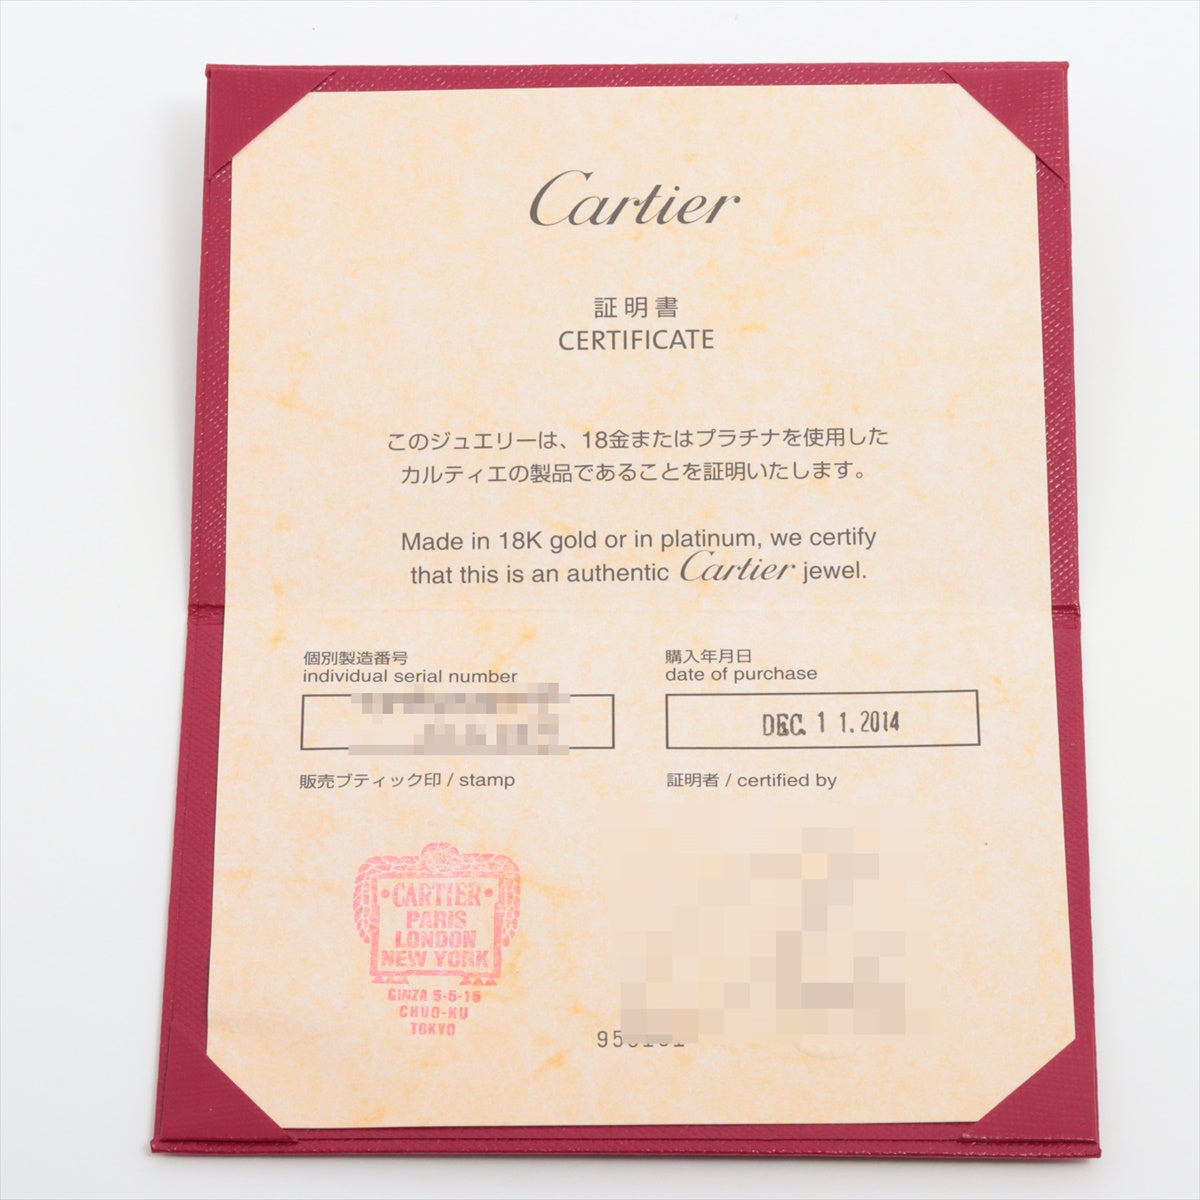 Cartier
証明書
CERTIFICATE
このジュエリーは、18金またはプラチナを使用した
カルティエの製品であることを証明いたします。
Made in 18K gold or in platinum, we certify
that this is an authentic Cartier jewel.
個別製造番号
individual serial number
購入年月日
date of purchase
DEC. 1 1. 2014
販売ブティック印 / stamp
証明者 / certified by
CARTIER
PARIS
LONDON
NEW YORK
GINZA 5-5-15
CHUO-KU
TOKYO